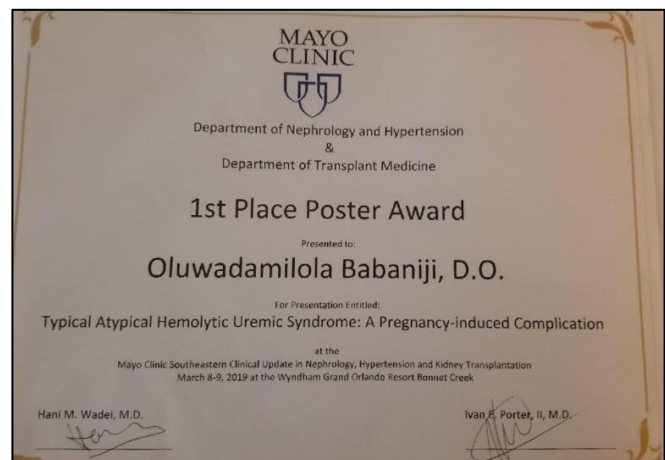 MAYO
CLINIC
Department of Nephrology and Hypertension
&
Department of Transplant Medicine
1st Place Poster Award
Presented to:
Oluwadamilola Babaniji, D.O.
For Presentation Entitled:
Typical Atypical Hemolytic Uremic Syndrome: A Pregnancy-induced Complication
at the
Mayo Clinic Southeastern Clinical Update in Nephrology, Hypertension and Kidney Transplantation
March 8-9, 2019 at the Wyndham Grand Orlando Resort Bonnet Creek
Hani M. Wadei, M.D.
Ivan E. Porter, II, M.D.